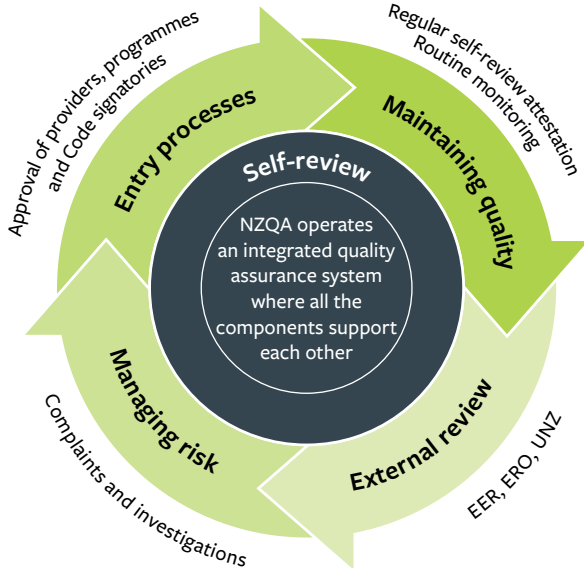 Approval of providers, programmes
and Code signatories
Entry processes
Regular self-review attestation
Routine monitoring
Maintaining quality
Self-review
NZQA operates
an integrated quality
assurance system
where all the
components support
each other
External review
EER, ERO, UNZ
Managing risk
Complaints and investigations